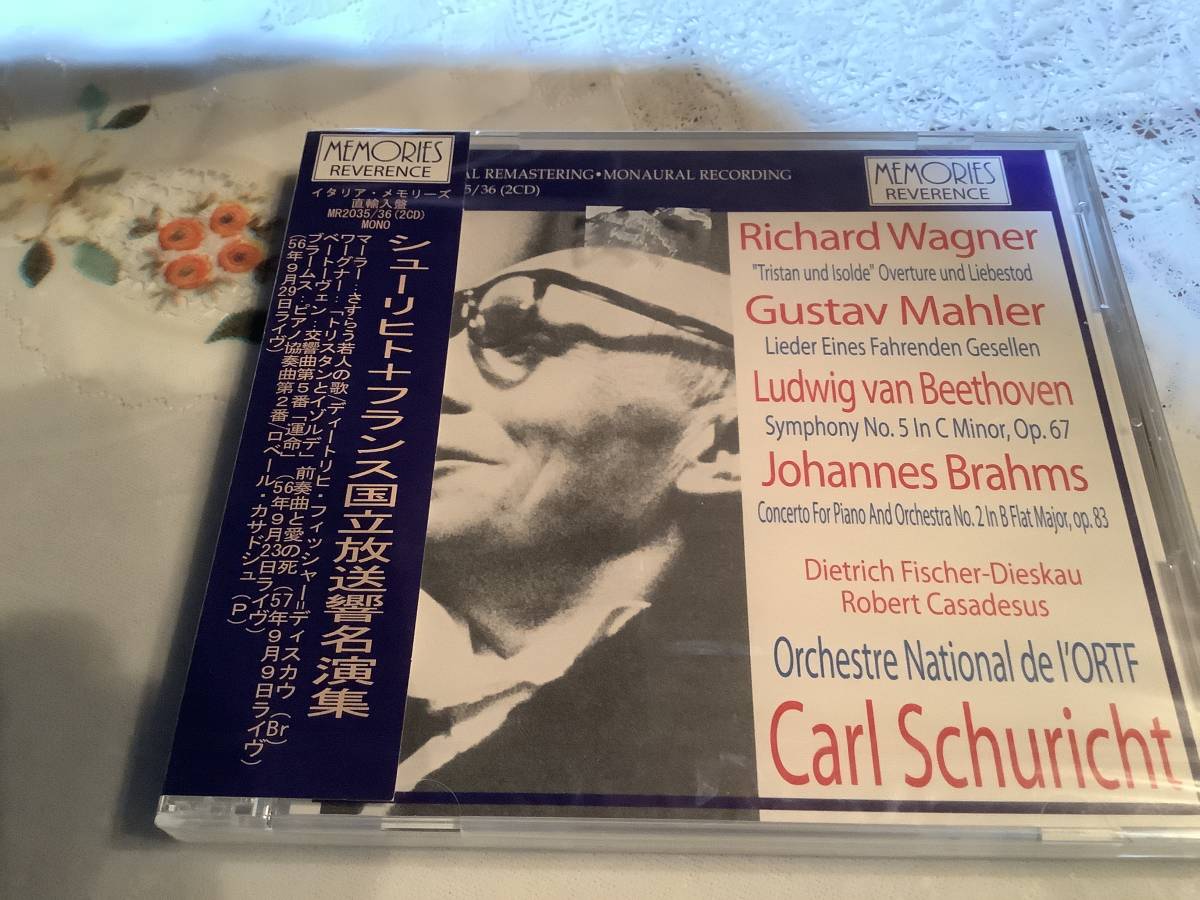 MEMORIES
REVERENCE
イタリア・メモリーズ
直輸入盤
MR2035/36(2CD)
MONO
シューリヒト+フランス国立放送響名演集
マーラー:さすらう若人の歌/ディートリヒ・フィッシャー=ディスカウ(Br)
ワーグナー:「トリスタンとイゾルデ」前奏曲と愛の死(57年9月9日ライヴ)
ベートーヴェン:交響曲第5番「運命」(56年9月23日ライヴ)
ブラームス:ピアノ協奏曲第2番/ロベール・カサドシュ(P)
(56年9月29日ライヴ)
REMASTERING•MONAURAL RECORDING
/36 (2CD)
MEMORIES
REVERENCE
Richard Wagner
"Tristan und Isolde" Overture und Liebestod
Gustav Mahler
Lieder Eines Fahrenden Gesellen
Ludwig van Beethoven
Symphony No. 5 In C Minor, Op. 67
Johannes Brahms
Concerto For Piano And Orchestra No. 2 In B Flat Major, op. 83
Dietrich Fischer-Dieskau
Robert Casadesus
Orchestre National de l'ORTF
Carl Schuricht